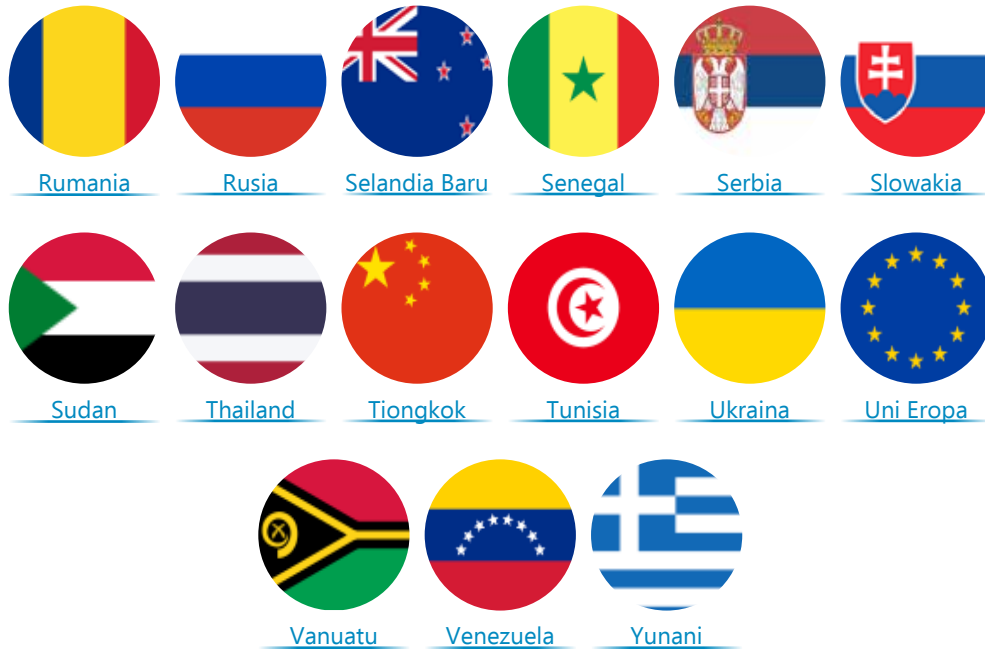 Rumania Rusia Selandia Baru Senegal Serbia Slowakia
Sudan Thailand Tiongkok Tunisia Ukraina Uni Eropa
Vanuatu Venezuela Yunani